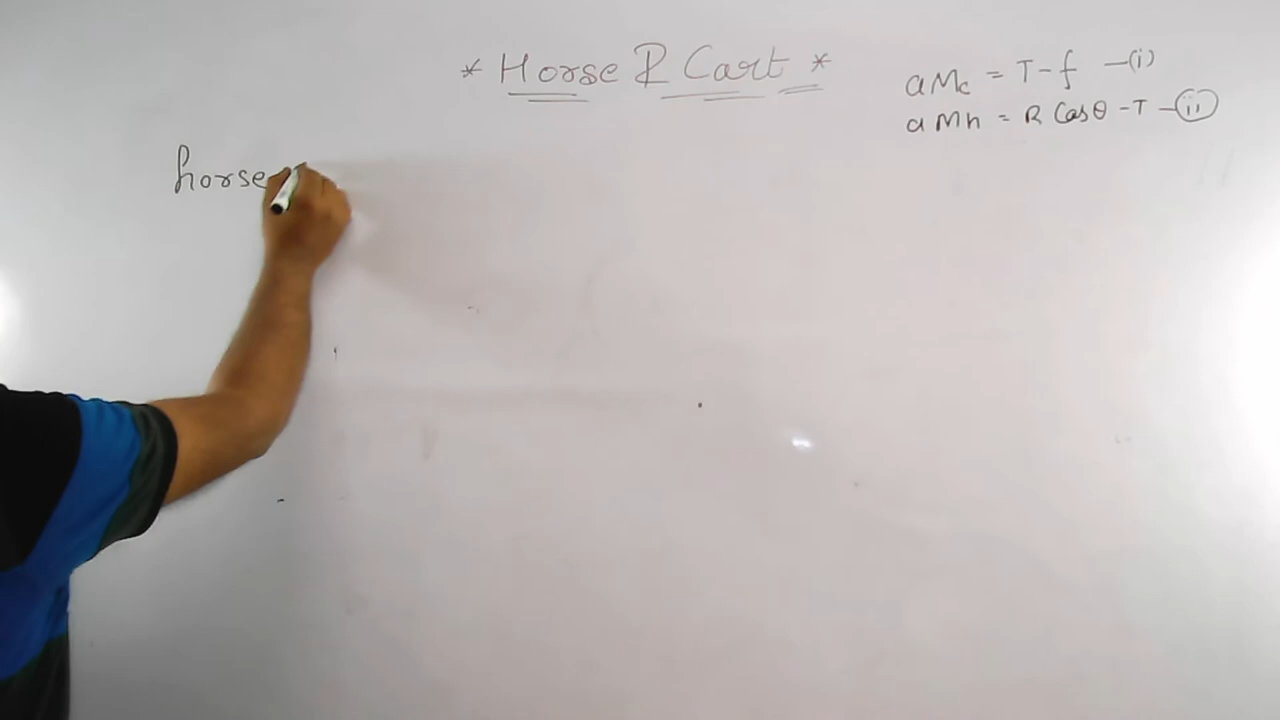 * Horse & Cart *
aMc = T - f —(i)
aMh = R Cosθ - T —(ii)
horse